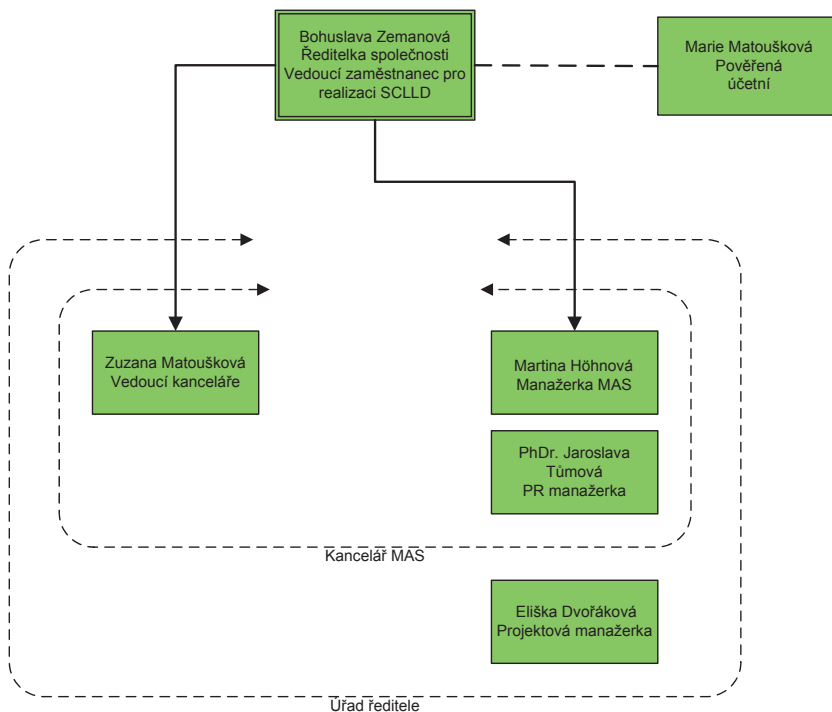 Bohuslava Zemanová
Ředitelka společnosti
Vedoucí zaměstnanec pro
realizaci SCLLD
Marie Matoušková
Pověřená
účetní
Zuzana Matoušková
Vedoucí kanceláře
Martina Höhnová
Manažerka MAS
PhDr. Jaroslava
Tůmová
PR manažerka
Kancelář MAS
Eliška Dvořáková
Projektová manažerka
Úřad ředitele